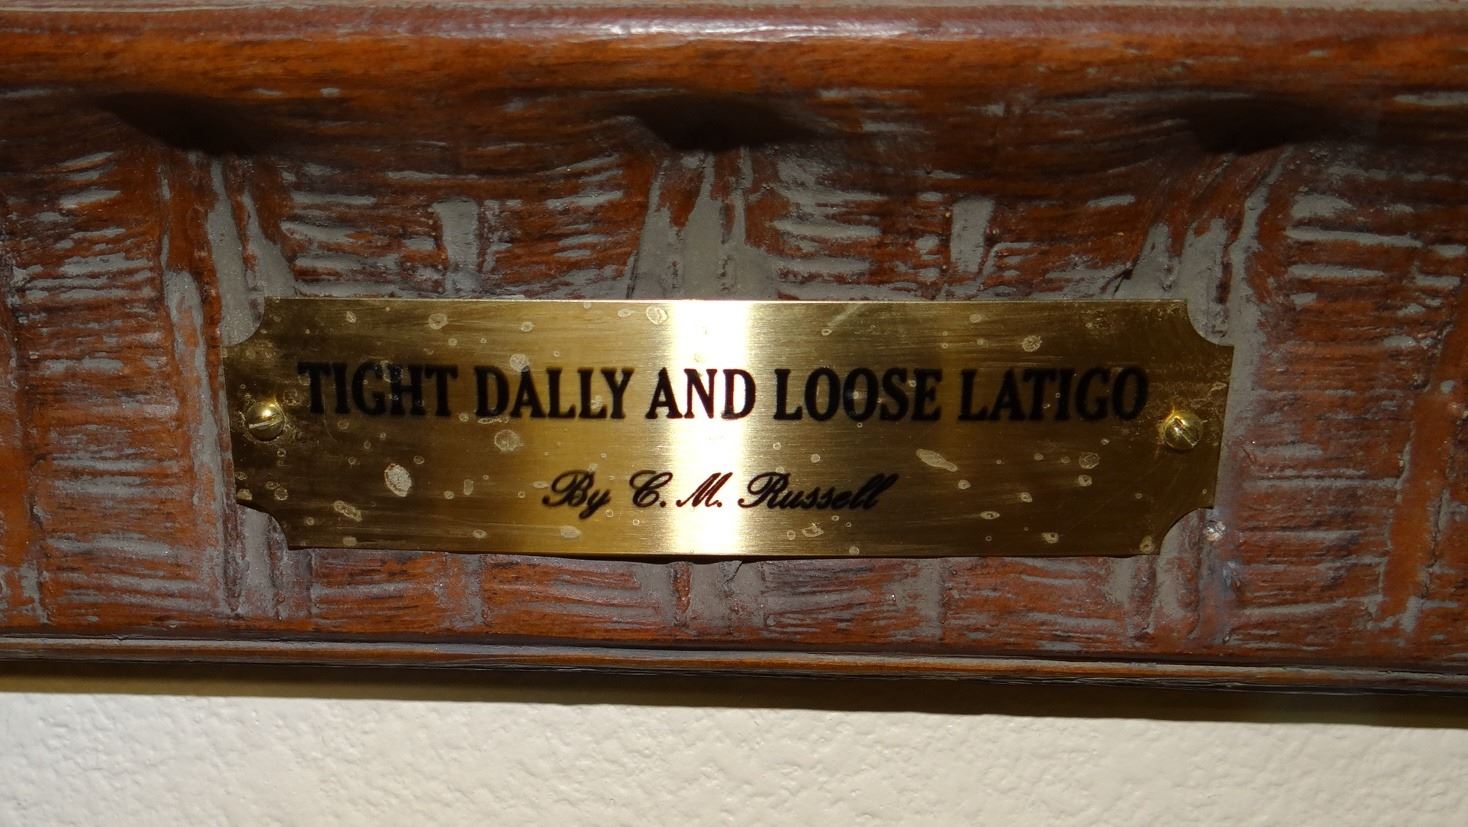 TIGHT DALLY AND LOOSE LATIGO
By C. M. Russell